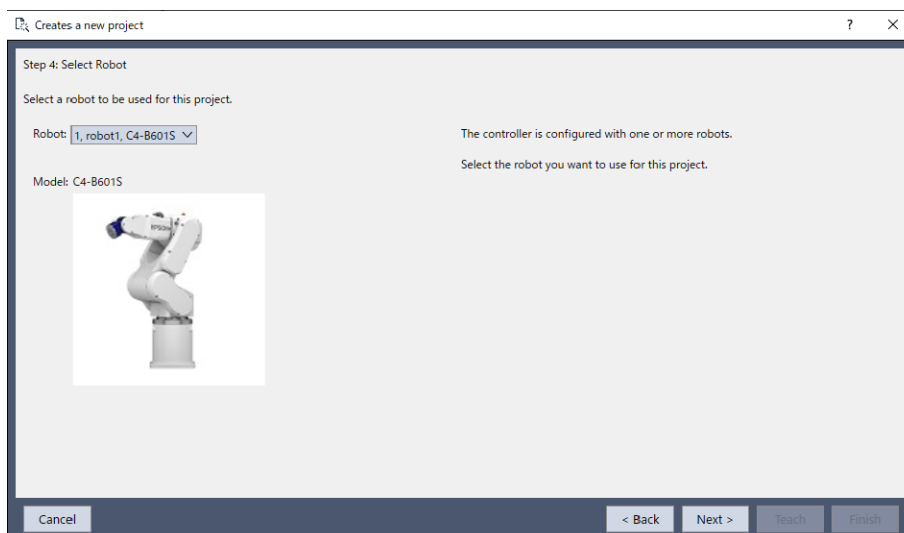 Creates a new project
?
Step 4: Select Robot
Select a robot to be used for this project.
Robot: 1, robot1, C4-B601S
The controller is configured with one or more robots.
Select the robot you want to use for this project.
Model: C4-B601S
EPSON
Cancel
< Back
Next >
Teach
Finish